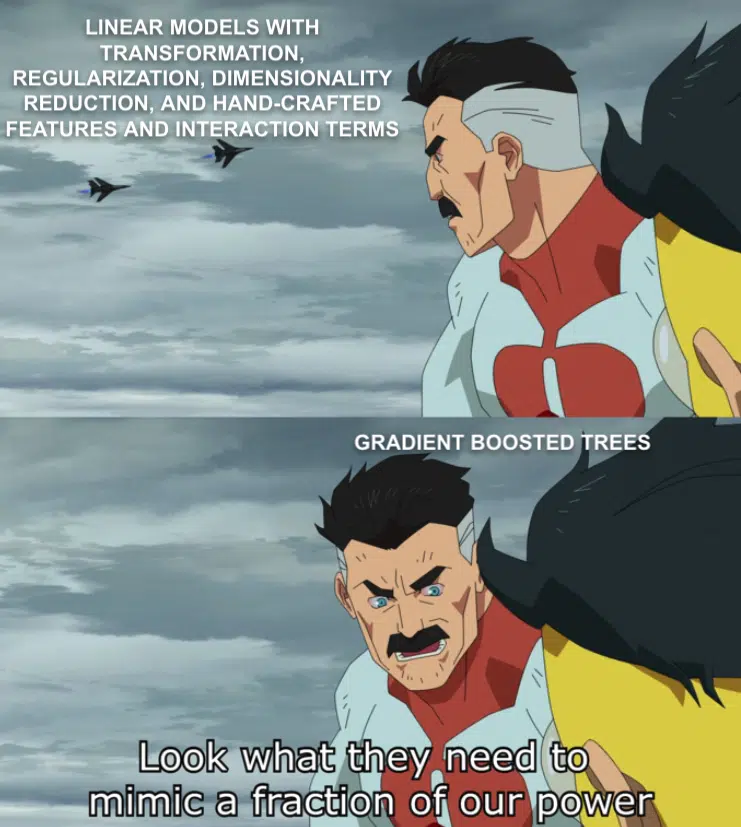 LINEAR MODELS WITH
TRANSFORMATION,
REGULARIZATION, DIMENSIONALITY
REDUCTION, AND HAND-CRAFTED
FEATURES AND INTERACTION TERMS
GRADIENT BOOSTED TREES
Look what they need to
mimic a fraction of our power